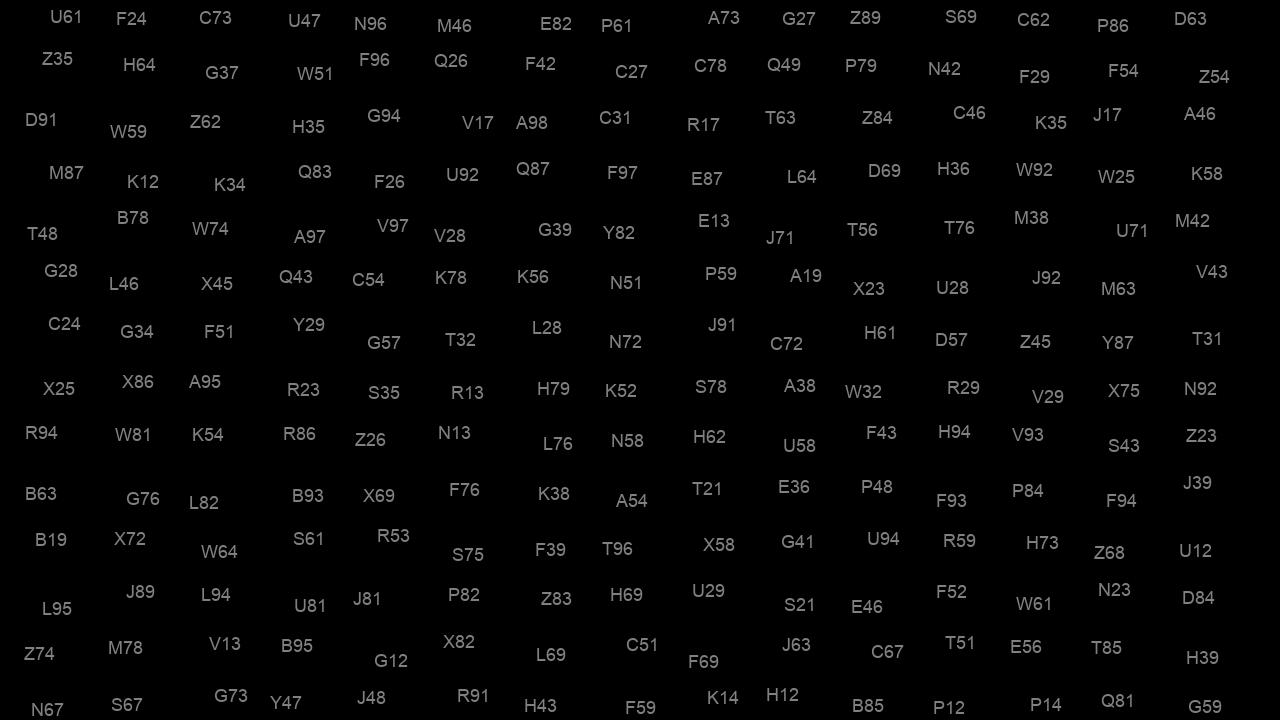 U61 F24 C73 U47 N96 M46 E82 P61 A73 G27 Z89 S69 C62 P86 D63
Z35 H64 G37 W51 F96 Q26 F42 C27 C78 Q49 P79 N42 F29 F54 Z54
D91 W59 Z62 H35 G94 V17 A98 C31 R17 T63 Z84 C46 K35 J17 A46
M87 K12 K34 Q83 F26 U92 Q87 F97 E87 L64 D69 H36 W92 W25 K58
T48 B78 W74 A97 V97 V28 G39 Y82 E13 J71 T56 T76 M38 U71 M42
G28 L46 X45 Q43 C54 K78 K56 N51 P59 A19 X23 U28 J92 M63 V43
C24 G34 F51 Y29 G57 T32 L28 N72 J91 C72 H61 D57 Z45 Y87 T31
X25 X86 A95 R23 S35 R13 H79 K52 S78 A38 W32 R29 V29 X75 N92
R94 W81 K54 R86 Z26 N13 L76 N58 H62 U58 F43 H94 V93 S43 Z23
B63 G76 L82 B93 X69 F76 K38 A54 T21 E36 P48 F93 P84 F94 J39
B19 X72 W64 S61 R53 S75 F39 T96 X58 G41 U94 R59 H73 Z68 U12
L95 J89 L94 U81 J81 P82 Z83 H69 U29 S21 E46 F52 W61 N23 D84
Z74 M78 V13 B95 G12 X82 L69 C51 F69 J63 C67 T51 E56 T85 H39
N67 S67 G73 Y47 J48 R91 H43 F59 K14 H12 B85 P12 P14 Q81 G59